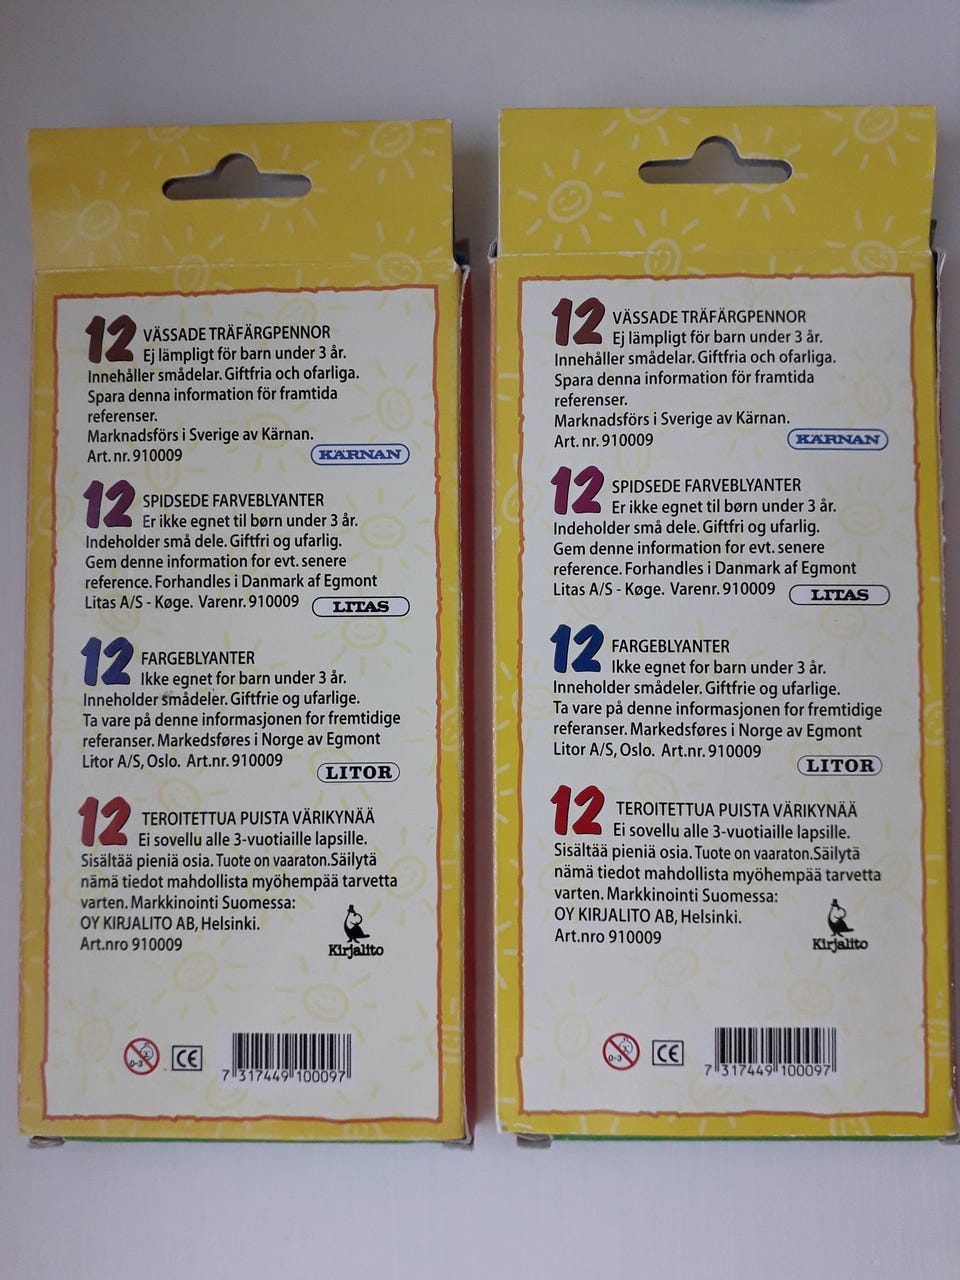 12 VÄSSADE TRÄFÄRGPENNOR
Ej lämpligt för barn under 3 år.
Innehåller smådelar. Giftfria och ofarliga.
Spara denna information för framtida
referenser.
Marknadsförs i Sverige av Kärnan.
Art. nr. 910009
KÄRNAN
12 SPIDSEDE FARVEBLYANTER
Er ikke egnet til børn under 3 år.
Indeholder små dele. Giftfri og ufarlig.
Gem denne information for evt. senere
reference. Forhandles i Danmark af Egmont
Litas A/S - Køge. Varenr. 910009
LITAS
12 FARGEBLYANTER
Ikke egnet for barn under 3 år.
Inneholder smådeler. Giftfrie og ufarlige.
Ta vare på denne informasjonen for fremtidige
referanser. Markedsføres i Norge av Egmont
Litor A/S, Oslo. Art.nr. 910009
LITOR
12 TEROITETTUA PUISTA VÄRIKYNÄÄ
Ei sovellu alle 3-vuotiaille lapsille.
Sisältää pieniä osia. Tuote on vaaraton.Säilytä
nämä tiedot mahdollista myöhempää tarvetta
varten. Markkinointi Suomessa:
OY KIRJALITO AB, Helsinki.
Art.nro 910009
Kirjalito
0-3 CE
7 317449 100097
12 VÄSSADE TRÄFÄRGPENNOR
Ej lämpligt för barn under 3 år.
Innehåller smådelar. Giftfria och ofarliga.
Spara denna information för framtida
referenser.
Marknadsförs i Sverige av Kärnan.
Art. nr. 910009
KÄRNAN
12 SPIDSEDE FARVEBLYANTER
Er ikke egnet til børn under 3 år.
Indeholder små dele. Giftfri og ufarlig.
Gem denne information for evt. senere
reference. Forhandles i Danmark af Egmont
Litas A/S - Køge. Varenr. 910009
LITAS
12 FARGEBLYANTER
Ikke egnet for barn under 3 år.
Inneholder smådeler. Giftfrie og ufarlige.
Ta vare på denne informasjonen for fremtidige
referanser. Markedsføres i Norge av Egmont
Litor A/S, Oslo. Art.nr. 910009
LITOR
12 TEROITETTUA PUISTA VÄRIKYNÄÄ
Ei sovellu alle 3-vuotiaille lapsille.
Sisältää pieniä osia. Tuote on vaaraton.Säilytä
nämä tiedot mahdollista myöhempää tarvetta
varten. Markkinointi Suomessa:
OY KIRJALITO AB, Helsinki.
Art.nro 910009
Kirjalito
0-3 CE
7 317449 100097